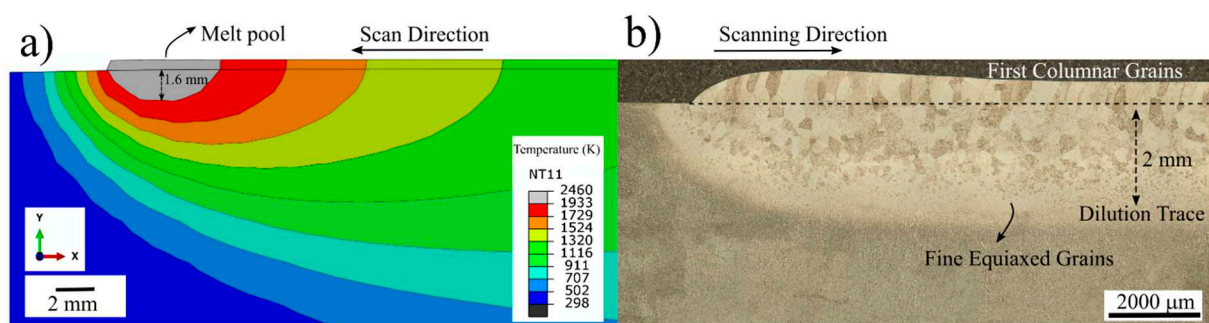 a)
Melt pool
Scan Direction
1.6 mm
Temperature (K)
NT11
2460
1933
1729
1524
1320
1116
911
707
502
298
Y
X
2 mm
b)
Scanning Direction
First Columnar Grains
2 mm
Dilution Trace
Fine Equiaxed Grains
2000 μm